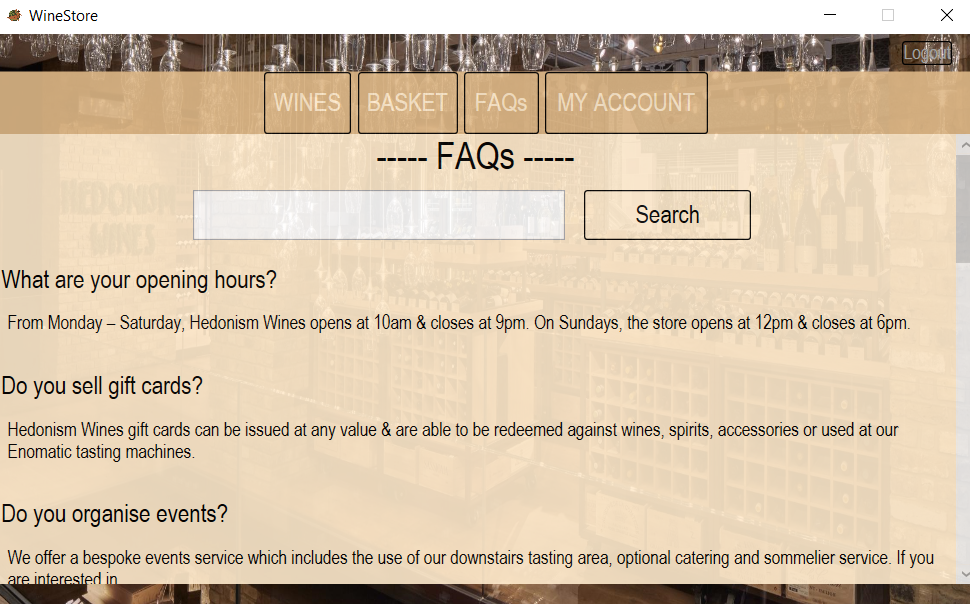 WineStore
Logout
WINES BASKET FAQs MY ACCOUNT
----- FAQs -----
Search
HEDONISM
WINES
What are your opening hours?
From Monday – Saturday, Hedonism Wines opens at 10am & closes at 9pm. On Sundays, the store opens at 12pm & closes at 6pm.
Do you sell gift cards?
Hedonism Wines gift cards can be issued at any value & are able to be redeemed against wines, spirits, accessories or used at our
Enomatic tasting machines.
Do you organise events?
We offer a bespoke events service which includes the use of our downstairs tasting area, optional catering and sommelier service. If you
are interested in